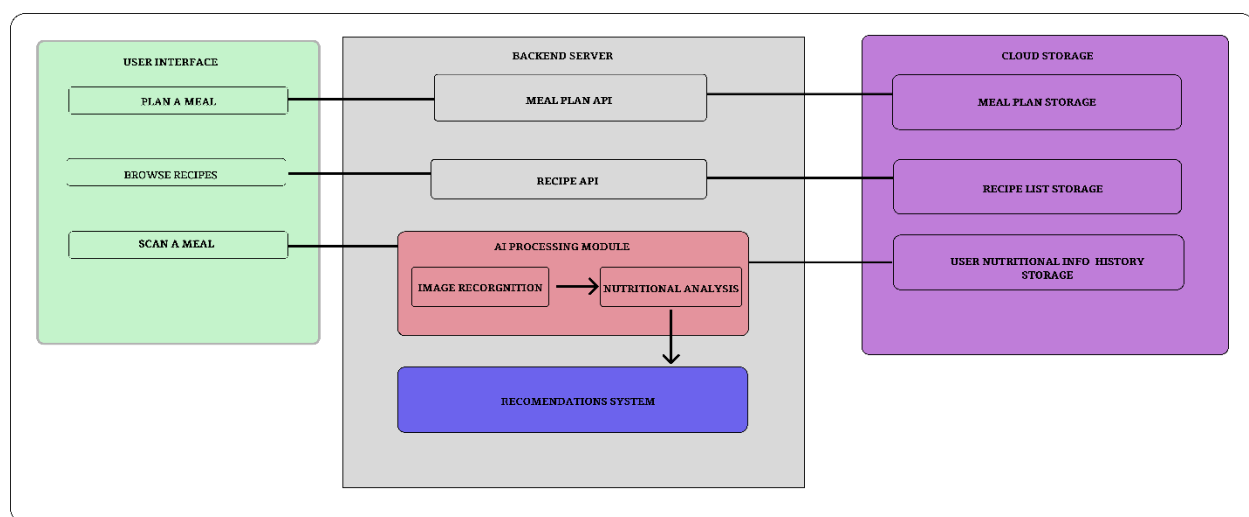 USER INTERFACE
PLAN A MEAL
BROWSE RECIPES
SCAN A MEAL
BACKEND SERVER
MEAL PLAN API
RECIPE API
AI PROCESSING MODULE
IMAGE RECORGNITION
NUTRITIONAL ANALYSIS
RECOMENDATIONS SYSTEM
CLOUD STORAGE
MEAL PLAN STORAGE
RECIPE LIST STORAGE
USER NUTRITIONAL INFO HISTORY
STORAGE